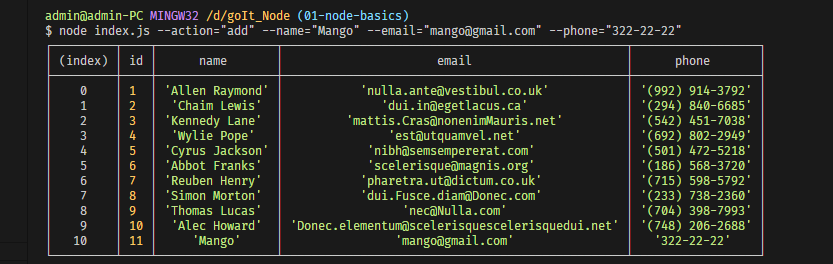 admin@admin-PC MINGW32 /d/goIt_Node (01-node-basics)
$ node index.js --action="add" --name="Mango" --email="mango@gmail.com" --phone="322-22-22"
(index) id name email phone
0 1 'Allen Raymond' 'nulla.ante@vestibul.co.uk' '(992) 914-3792'
1 2 'Chaim Lewis' 'dui.in@egetlacus.ca' '(294) 840-6685'
2 3 'Kennedy Lane' 'mattis.Cras@nonenimMauris.net' '(542) 451-7038'
3 4 'Wylie Pope' 'est@utquamvel.net' '(692) 802-2949'
4 5 'Cyrus Jackson' 'nibh@semsempererat.com' '(501) 472-5218'
5 6 'Abbot Franks' 'scelerisque@magnis.org' '(186) 568-3720'
6 7 'Reuben Henry' 'pharetra.ut@dictum.co.uk' '(715) 598-5792'
7 8 'Simon Morton' 'dui.Fusce.diam@Donec.com' '(233) 738-2360'
8 9 'Thomas Lucas' 'nec@Nulla.com' '(704) 398-7993'
9 10 'Alec Howard' 'Donec.elementum@scelerisquescelerisquedui.net' '(748) 206-2688'
10 11 'Mango' 'mango@gmail.com' '322-22-22'